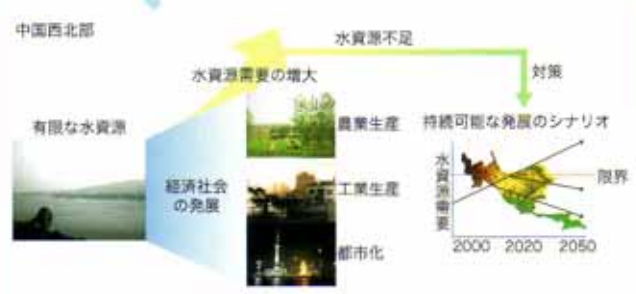 中国西北部
水資源不足
水資源需要の増大
対策
有限な水資源
農業生産
持続可能な発展のシナリオ
経済社会
の発展
工業生産
水資源需要
限界
都市化
2000 2020 2050